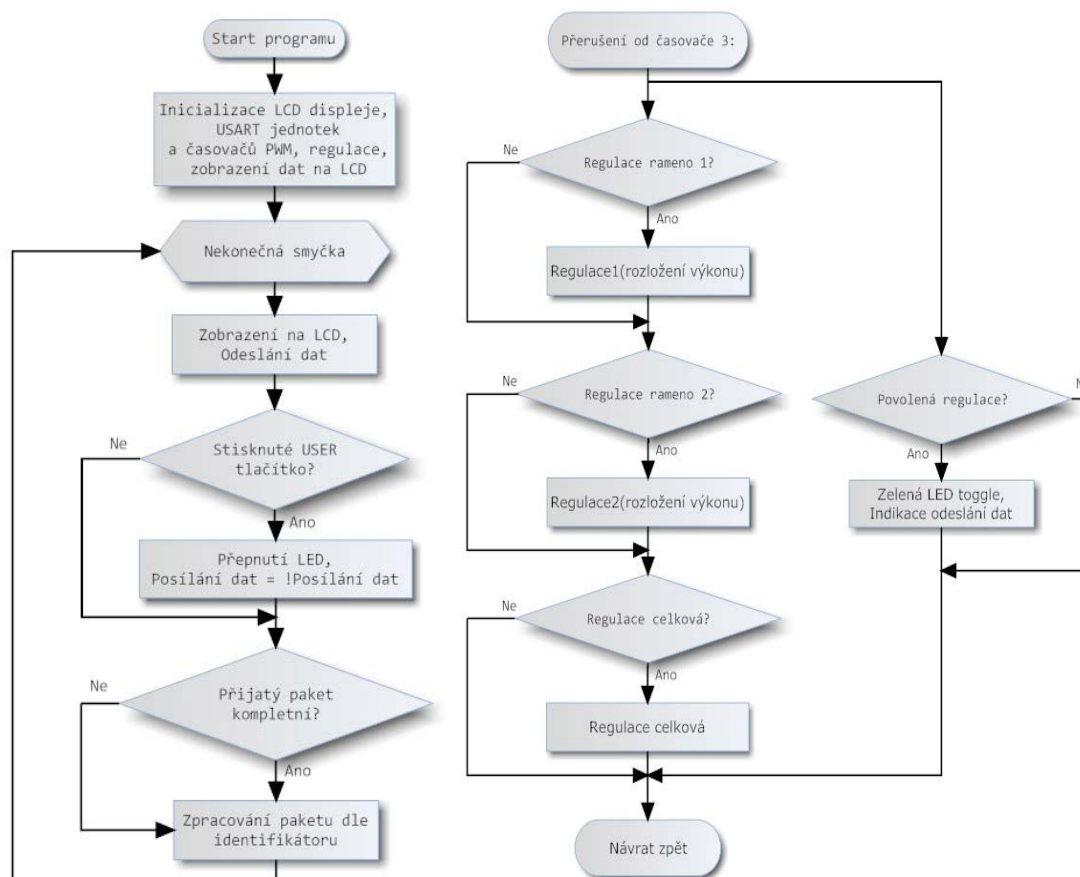 Start programu
Inicializace LCD displeje,
USART jednotek
a časovačů PWM, regulace,
zobrazení dat na LCD
Nekonečná smyčka
Zobrazení na LCD,
Odeslání dat
Stisknuté USER
tlačítko?
Ne
Ano
Přepnutí LED,
Posílání dat = !Posílání dat
Přijatý paket
kompletní?
Ne
Ano
Zpracování paketu dle
identifikátoru
Přerušení od časovače 3:
Regulace rameno 1?
Ne
Ano
Regulace1(rozložení výkonu)
Regulace rameno 2?
Ne
Ano
Regulace2(rozložení výkonu)
Regulace celková?
Ne
Ano
Regulace celková
Návrat zpět
Povolená regulace?
Ano
Zelená LED toggle,
Indikace odeslání dat